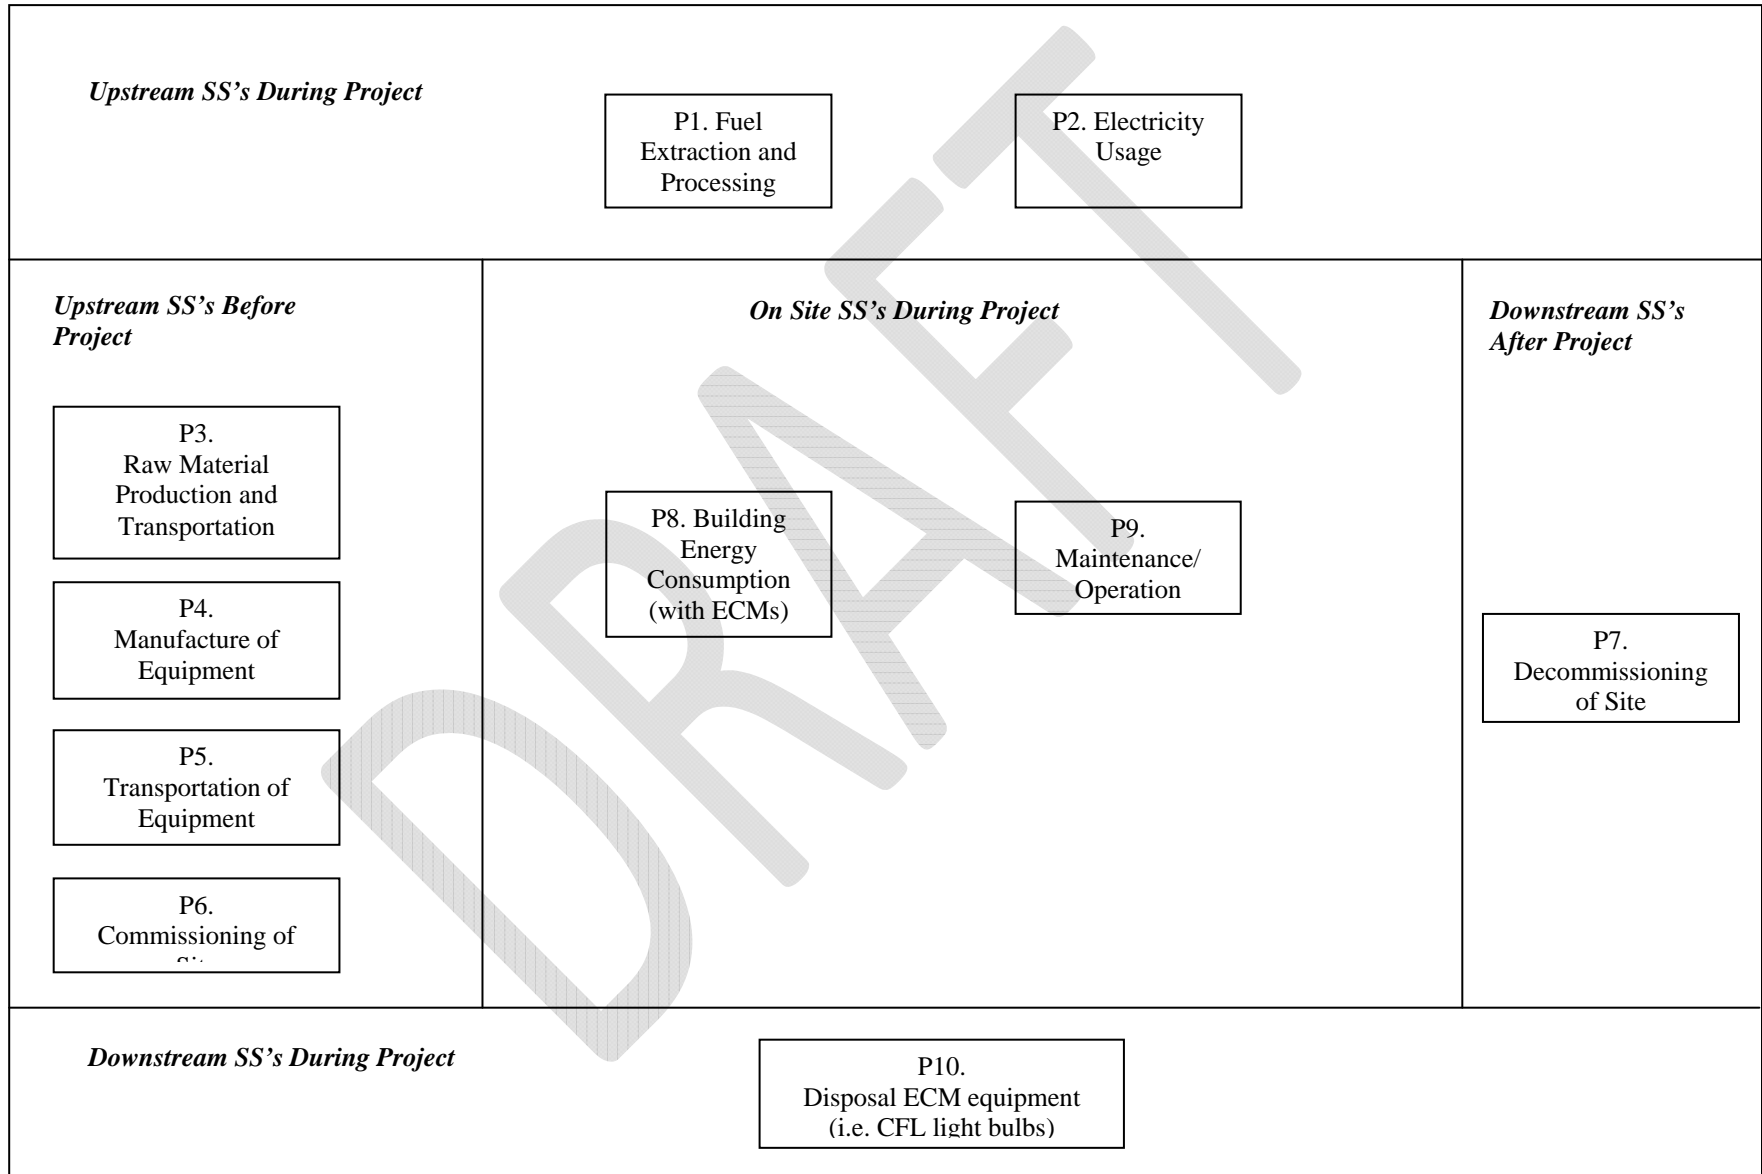 Upstream SS's During Project
P1. Fuel
Extraction and
Processing
P2. Electricity
Usage
Upstream SS's Before
Project
P3.
Raw Material
Production and
Transportation
P4.
Manufacture of
Equipment
P5.
Transportation of
Equipment
P6.
Commissioning of
On Site SS's During Project
P8. Building
Energy
Consumption
(with ECMs)
P9.
Maintenance/
Operation
Downstream SS's
After Project
P7.
Decommissioning
of Site
Downstream SS's During Project
P10.
Disposal ECM equipment
(i.e. CFL light bulbs)
DRAFT